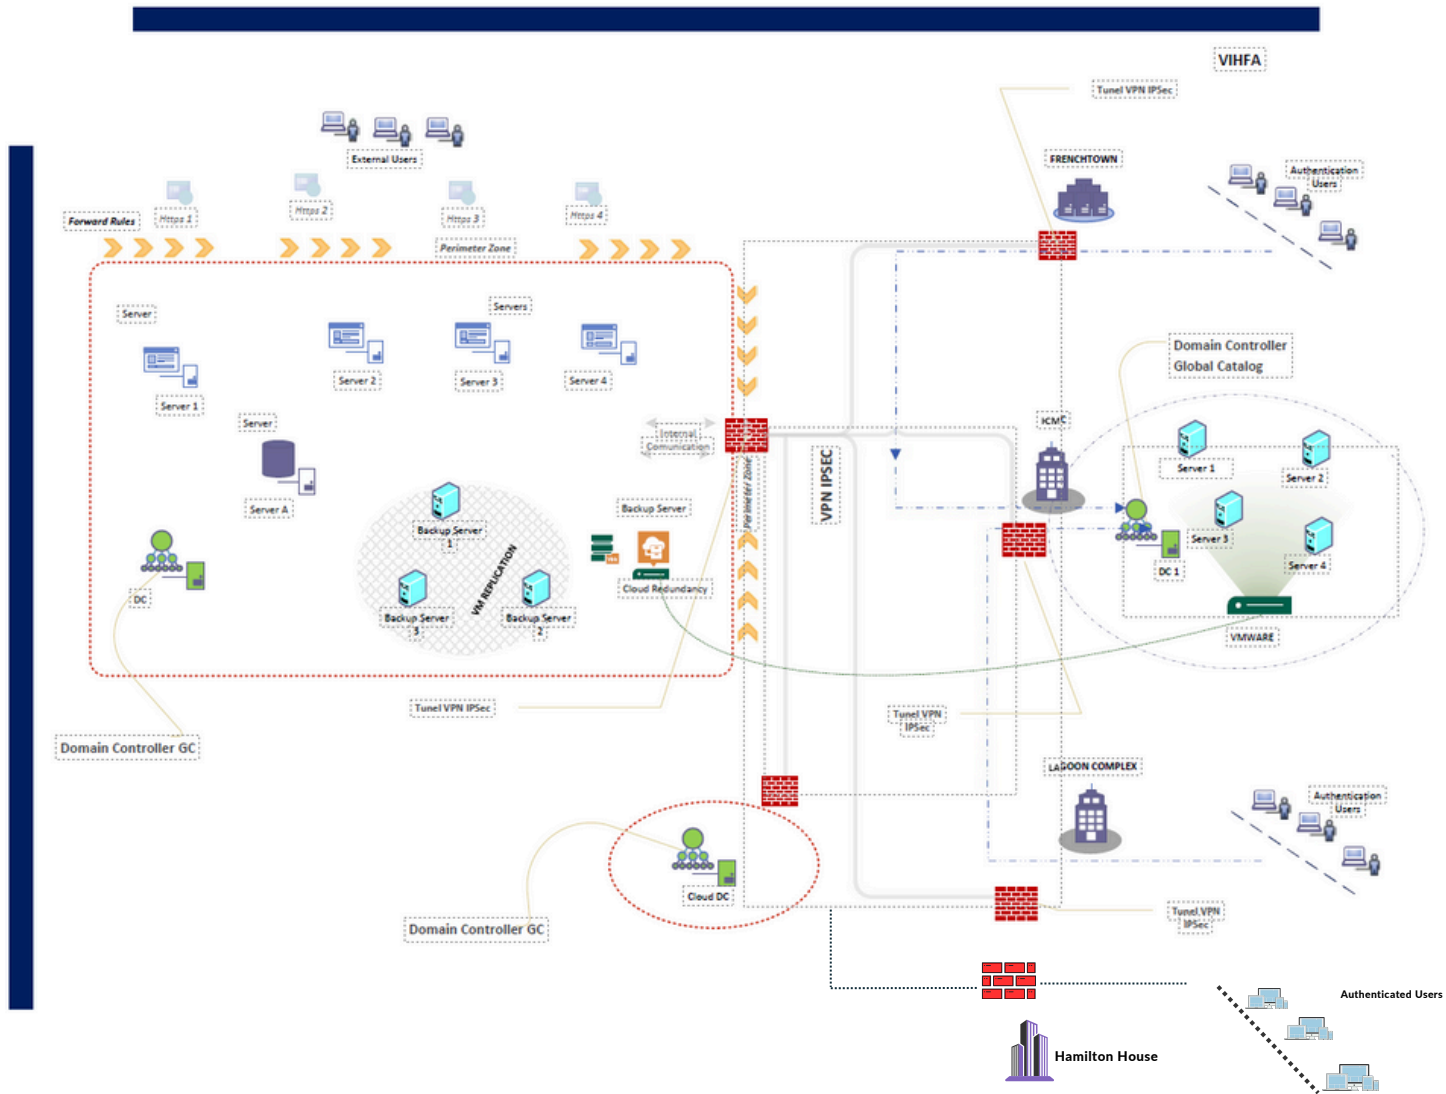 VIHFA
Tunel VPN IPSec
External Users
FRENCHTOWN
Authentication
Users
Https 1
Https 2
Https 3
Https 4
Forward Rules
Perimeter Zone
Server
Servers
Server 1
Server 2
Server 3
Server 4
Domain Controller
Global Catalog
Server
Server A
Internal
Comunication
ICMC
VPN IPSEC
Perimeter Zone
Server 1
Server 2
Server 3
Server 4
DC 1
VMWARE
Backup Server
1
Backup Server
3
Backup Server
2
VM REPLICATION
Backup Server
Cloud Redundancy
DC
Tunel VPN IPSec
Tunel VPN
IPSec
Domain Controller GC
LAGOON COMPLEX
Authentication
Users
Cloud DC
Domain Controller GC
Tunel VPN
IPSec
Authenticated Users
Hamilton House